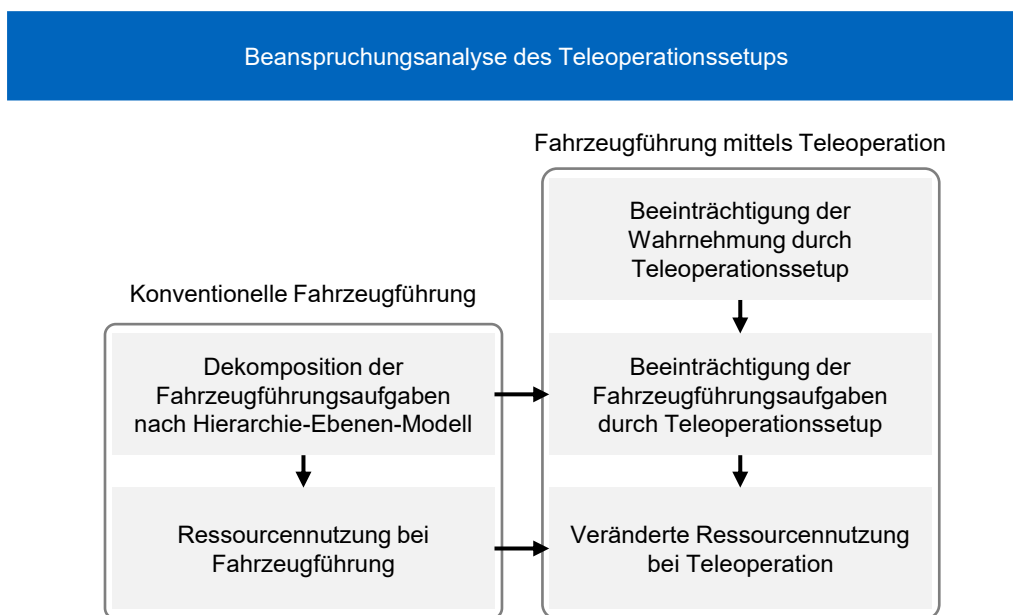 Beanspruchungsanalyse des Teleoperationssetups
Fahrzeugführung mittels Teleoperation
Beeinträchtigung der
Wahrnehmung durch
Teleoperationssetup
Konventionelle Fahrzeugführung
Dekomposition der
Fahrzeugführungsaufgaben
nach Hierarchie-Ebenen-Modell
Beeinträchtigung der
Fahrzeugführungsaufgaben
durch Teleoperationssetup
Ressourcennutzung bei
Fahrzeugführung
Veränderte Ressourcennutzung
bei Teleoperation